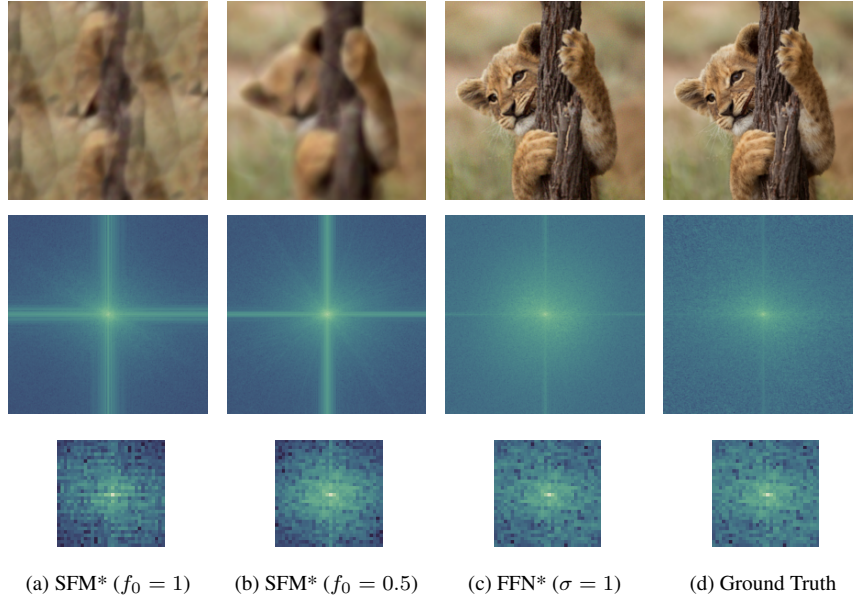 (a) SFM* (f₀ = 1) (b) SFM* (f₀ = 0.5) (c) FFN* (σ = 1) (d) Ground Truth